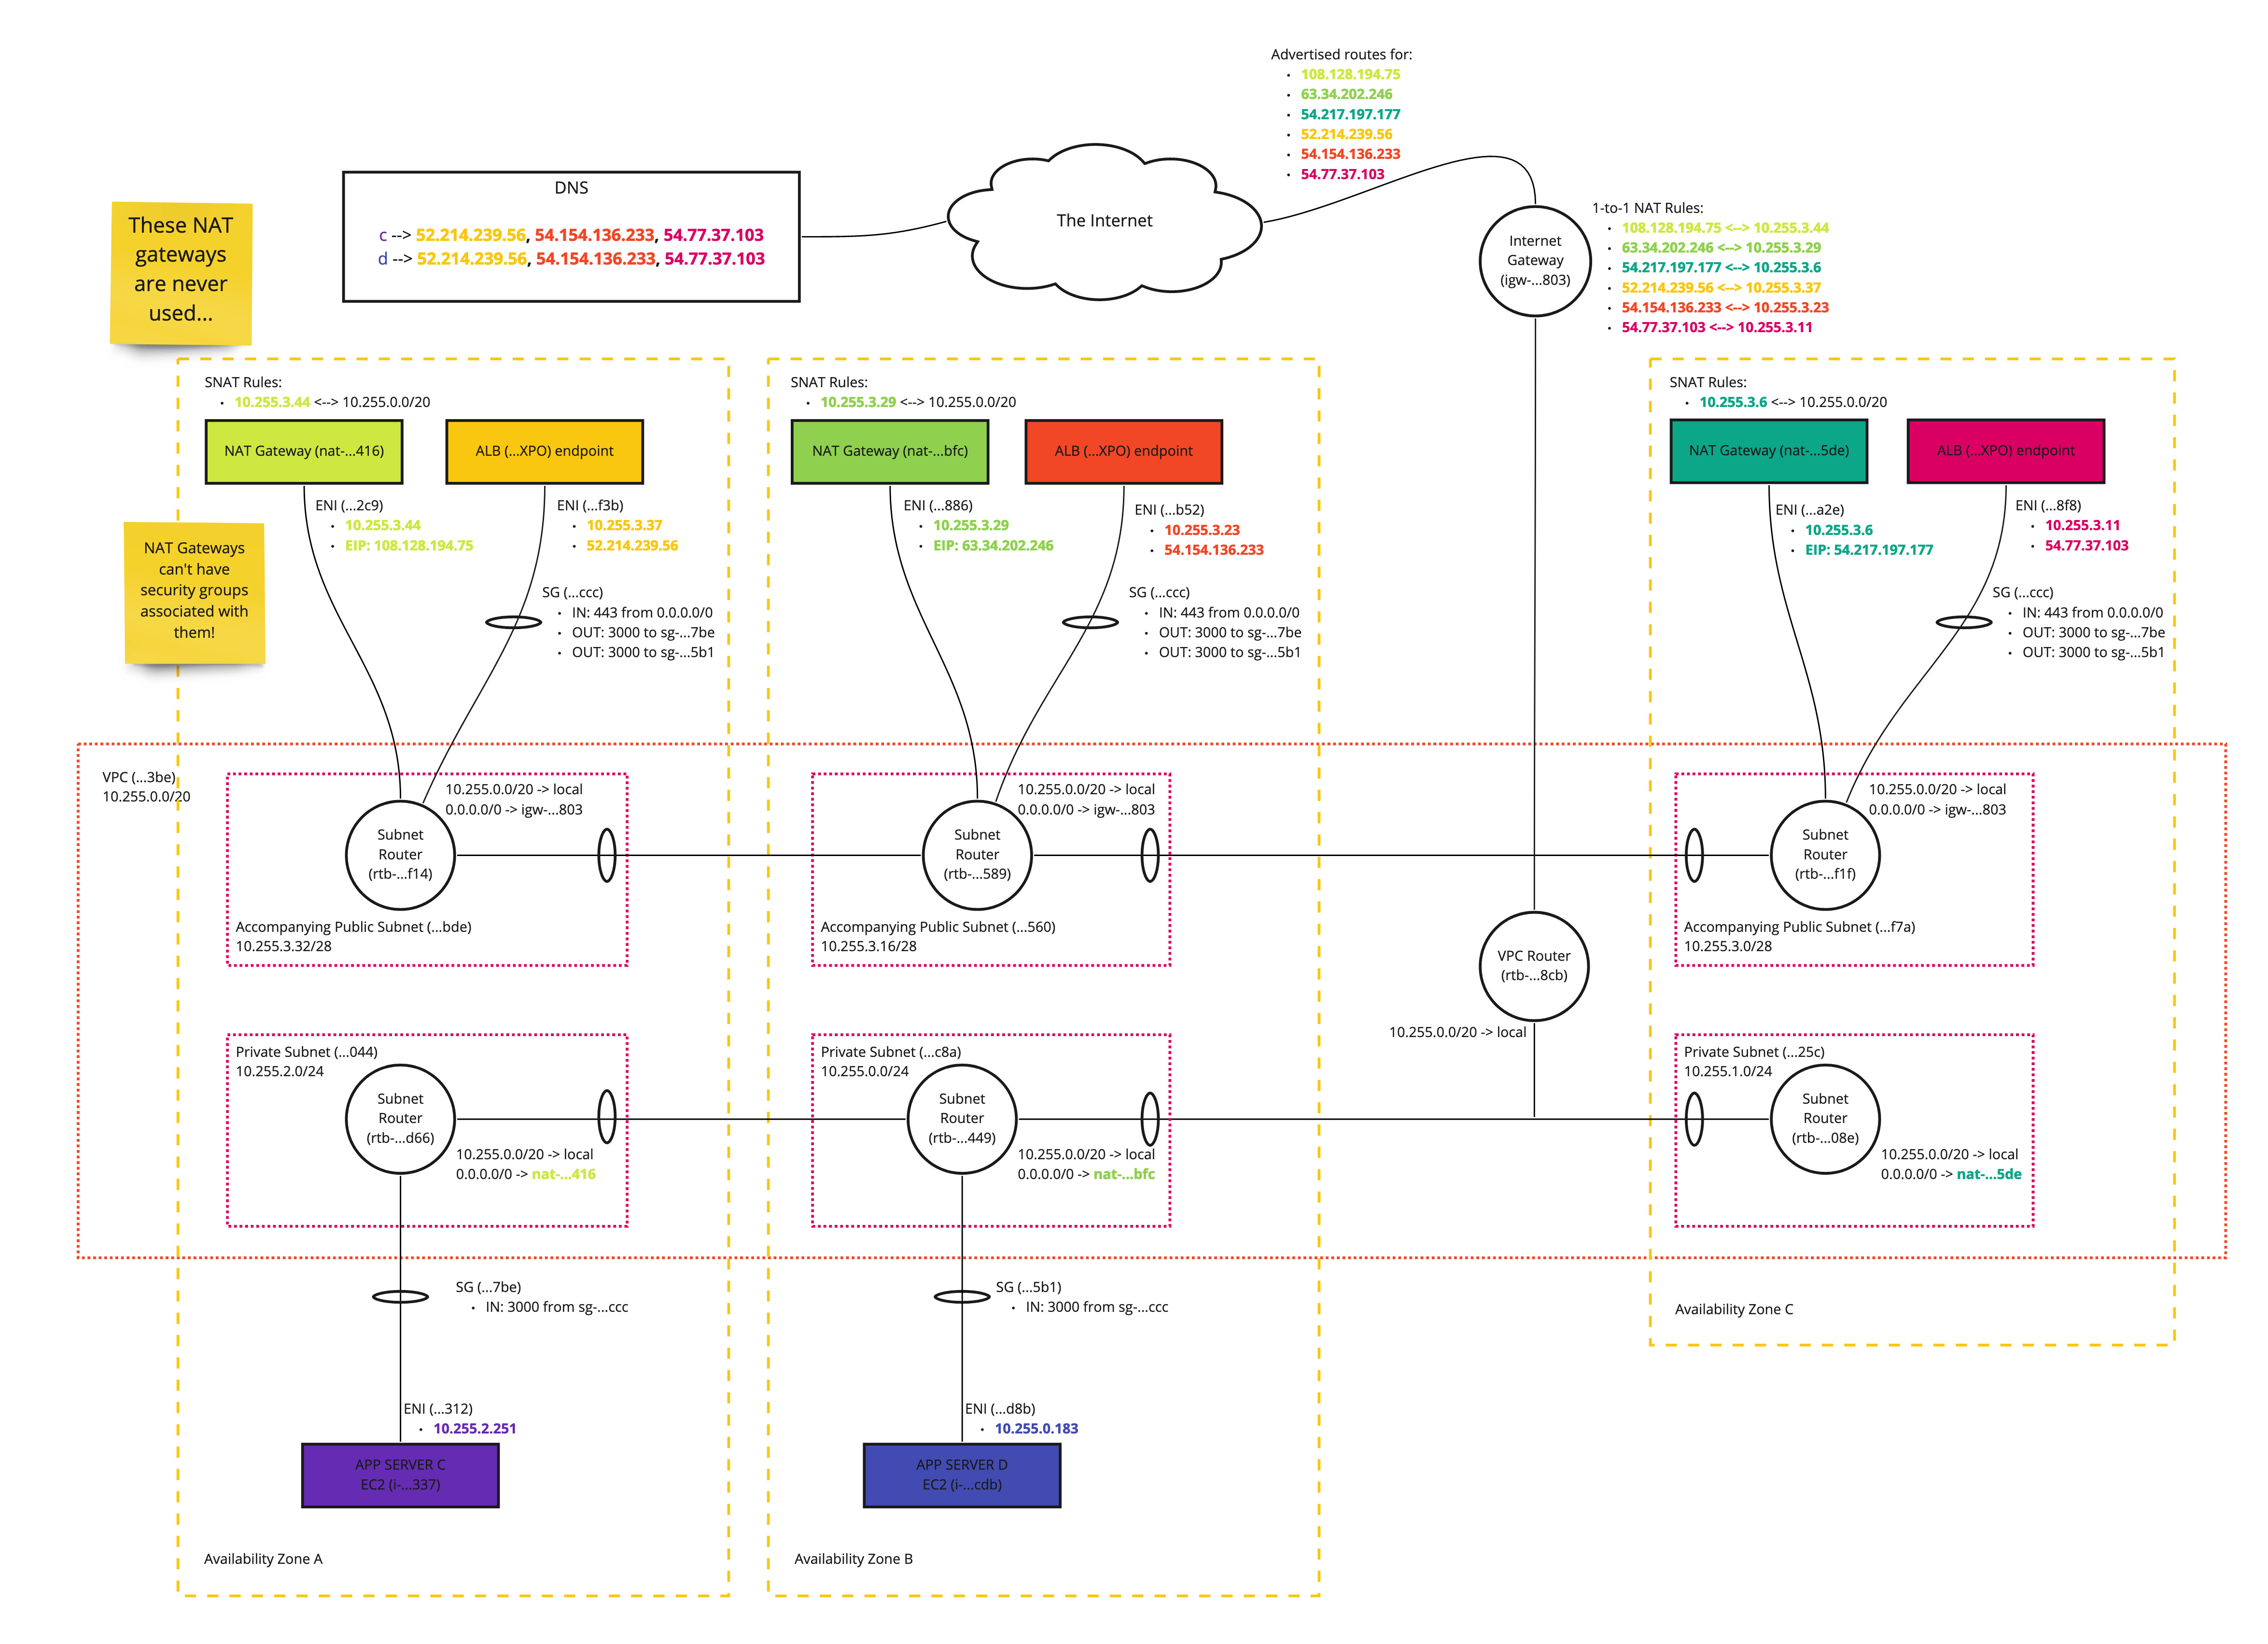 Advertised routes for:
• 108.128.194.75
• 63.34.202.246
• 54.217.197.177
• 52.214.239.56
• 54.154.136.233
• 54.77.37.103
DNS
c --> 52.214.239.56, 54.154.136.233, 54.77.37.103
d --> 52.214.239.56, 54.154.136.233, 54.77.37.103
The Internet
Internet
Gateway
(igw-...803)
1-to-1 NAT Rules:
• 108.128.194.75 <--> 10.255.3.44
• 63.34.202.246 <--> 10.255.3.29
• 54.217.197.177 <--> 10.255.3.6
• 52.214.239.56 <--> 10.255.3.37
• 54.154.136.233 <--> 10.255.3.23
• 54.77.37.103 <--> 10.255.3.11
These NAT
gateways
are never
used...
NAT Gateways
can't have
security groups
associated with
them!
SNAT Rules:
• 10.255.3.44 <--> 10.255.0.0/20
NAT Gateway (nat-...416)
ALB (...XPO) endpoint
ENI (...2c9)
• 10.255.3.44
• EIP: 108.128.194.75
ENI (...f3b)
• 10.255.3.37
• 52.214.239.56
SG (...ccc)
• IN: 443 from 0.0.0.0/0
• OUT: 3000 to sg-...7be
• OUT: 3000 to sg-...5b1
SNAT Rules:
• 10.255.3.29 <--> 10.255.0.0/20
NAT Gateway (nat-...bfc)
ALB (...XPO) endpoint
ENI (...886)
• 10.255.3.29
• EIP: 63.34.202.246
ENI (...b52)
• 10.255.3.23
• 54.154.136.233
SG (...ccc)
• IN: 443 from 0.0.0.0/0
• OUT: 3000 to sg-...7be
• OUT: 3000 to sg-...5b1
SNAT Rules:
• 10.255.3.6 <--> 10.255.0.0/20
NAT Gateway (nat-...5de)
ALB (...XPO) endpoint
ENI (...a2e)
• 10.255.3.6
• EIP: 54.217.197.177
ENI (...8f8)
• 10.255.3.11
• 54.77.37.103
SG (...ccc)
• IN: 443 from 0.0.0.0/0
• OUT: 3000 to sg-...7be
• OUT: 3000 to sg-...5b1
VPC (...3be)
10.255.0.0/20
10.255.0.0/20 -> local
0.0.0.0/0 -> igw-...803
Subnet
Router
(rtb-...f14)
Accompanying Public Subnet (...bde)
10.255.3.32/28
10.255.0.0/20 -> local
0.0.0.0/0 -> igw-...803
Subnet
Router
(rtb-...589)
Accompanying Public Subnet (...560)
10.255.3.16/28
10.255.0.0/20 -> local
0.0.0.0/0 -> igw-...803
Subnet
Router
(rtb-...f1f)
Accompanying Public Subnet (...f7a)
10.255.3.0/28
VPC Router
(rtb-...8cb)
10.255.0.0/20 -> local
Private Subnet (...044)
10.255.2.0/24
Subnet
Router
(rtb-...d66)
10.255.0.0/20 -> local
0.0.0.0/0 -> nat-...416
Private Subnet (...c8a)
10.255.0.0/24
Subnet
Router
(rtb-...449)
10.255.0.0/20 -> local
0.0.0.0/0 -> nat-...bfc
Private Subnet (...25c)
10.255.1.0/24
Subnet
Router
(rtb-...08e)
10.255.0.0/20 -> local
0.0.0.0/0 -> nat-...5de
SG (...7be)
• IN: 3000 from sg-...ccc
SG (...5b1)
• IN: 3000 from sg-...ccc
Availability Zone C
ENI (...312)
• 10.255.2.251
APP SERVER C
EC2 (i-...337)
ENI (...d8b)
• 10.255.0.183
APP SERVER D
EC2 (i-...cdb)
Availability Zone A
Availability Zone B